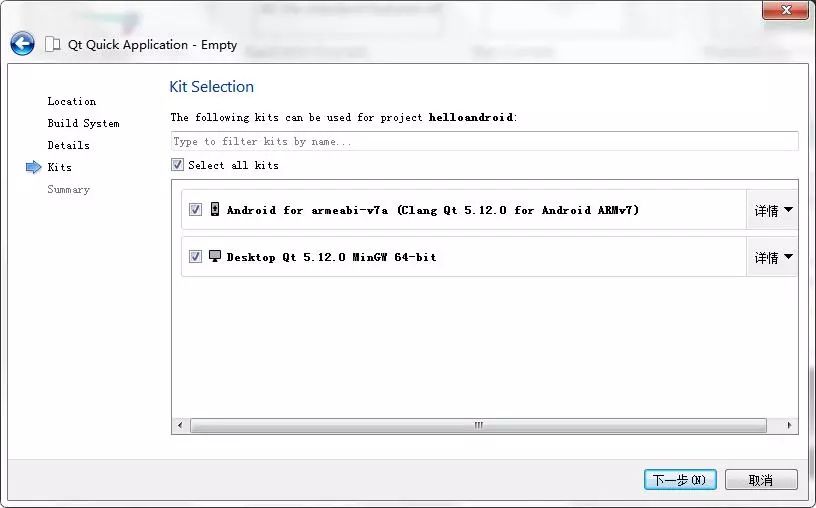 Qt Quick Application - Empty
Kit Selection
Location
Build System
Details
Kits
Summary
The following kits can be used for project helloandroid:
Type to filter kits by name...
Select all kits
Android for armeabi-v7a (Clang Qt 5.12.0 for Android ARMv7)
详情
Desktop Qt 5.12.0 MinGW 64-bit
详情
下一步(N)
取消